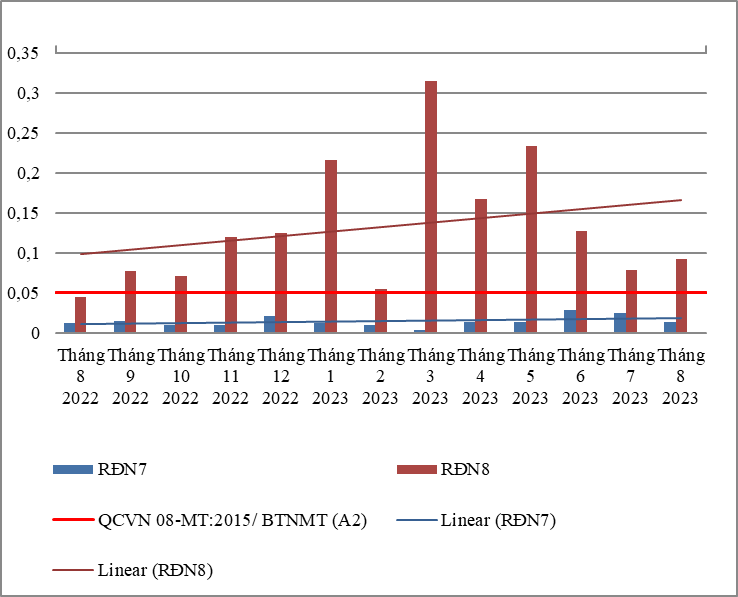 0,35
0,3
0,25
0,2
0,15
0,1
0,05
0
Tháng Tháng Tháng Tháng Tháng Tháng Tháng Tháng Tháng Tháng Tháng Tháng Tháng
8 9 10 11 12 1 2 3 4 5 6 7 8
2022 2022 2022 2022 2022 2023 2023 2023 2023 2023 2023 2023 2023
RĐN7 RĐN8
QCVN 08-MT:2015/ BTNMT (A2) Linear (RĐN7)
Linear (RĐN8)